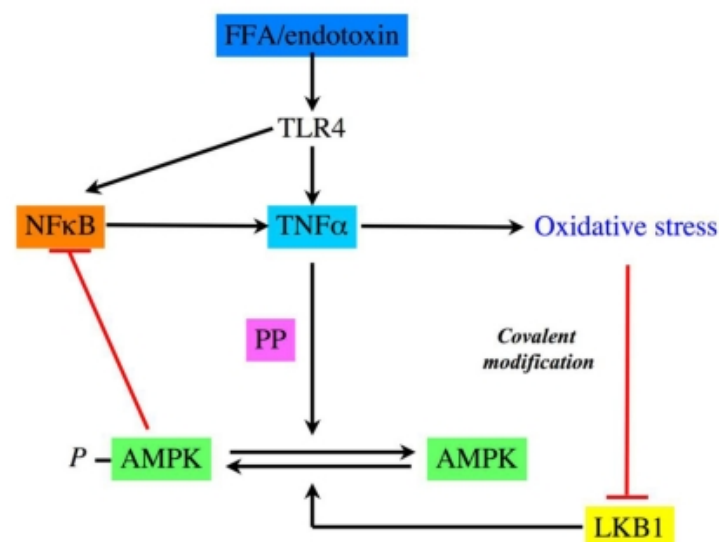 FFA/endotoxin
TLR4
NFκB
TNFα
Oxidative stress
PP
Covalent
modification
P
AMPK
AMPK
LKB1